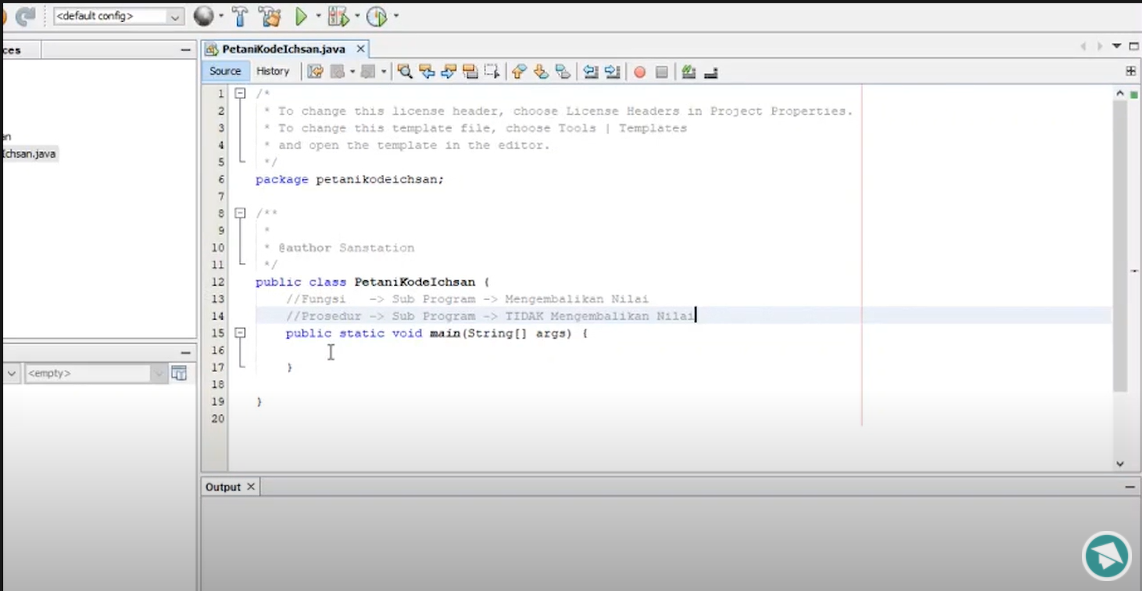 <default config>
ces
PetaniKodeIchsan.java
Source History
an
Ichsan.java
<empty>
1 /*
2 * To change this license header, choose License Headers in Project Properties.
3 * To change this template file, choose Tools | Templates
4 * and open the template in the editor.
5 */
6 package petanikodeichsan;
7
8 /**
9 *
10 * @author Sanstation
11 */
12 public class PetaniKodeIchsan {
13 //Fungsi -> Sub Program -> Mengembalikan Nilai
14 //Prosedur -> Sub Program -> TIDAK Mengembalikan Nilai
15 public static void main(String[] args) {
16
17 }
18
19 }
20
Output